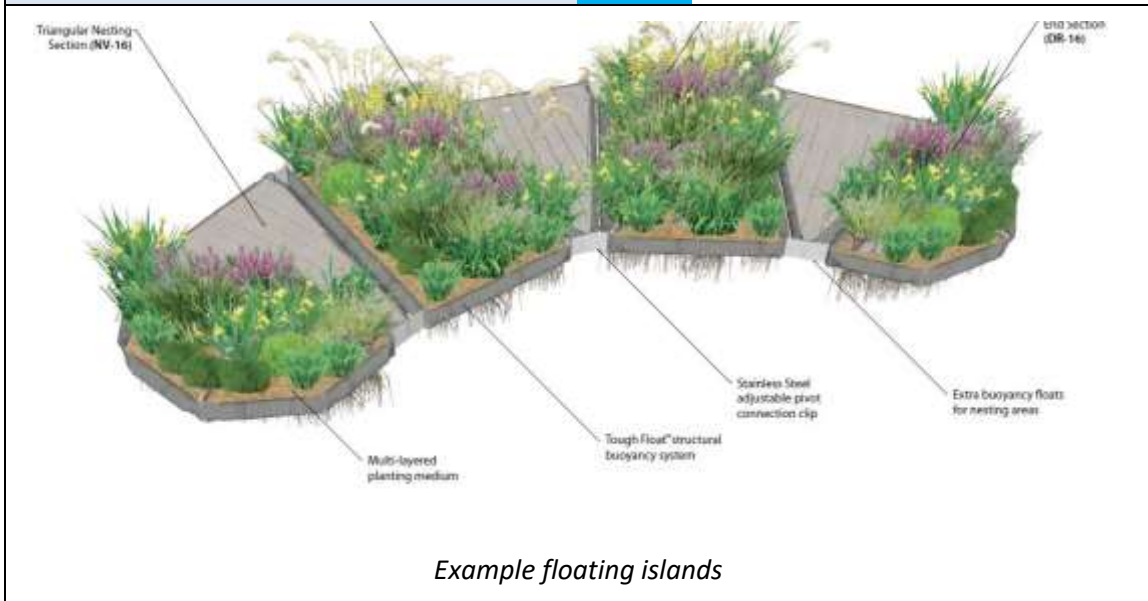 Triangular Nesting
Section (NV-16)
End Section
(DR-16)
Stainless Steel
adjustable pivot
connection clip
Extra buoyancy floats
for nesting areas
Tough Float™ structural
buoyancy system
Multi-layered
planting medium
Example floating islands